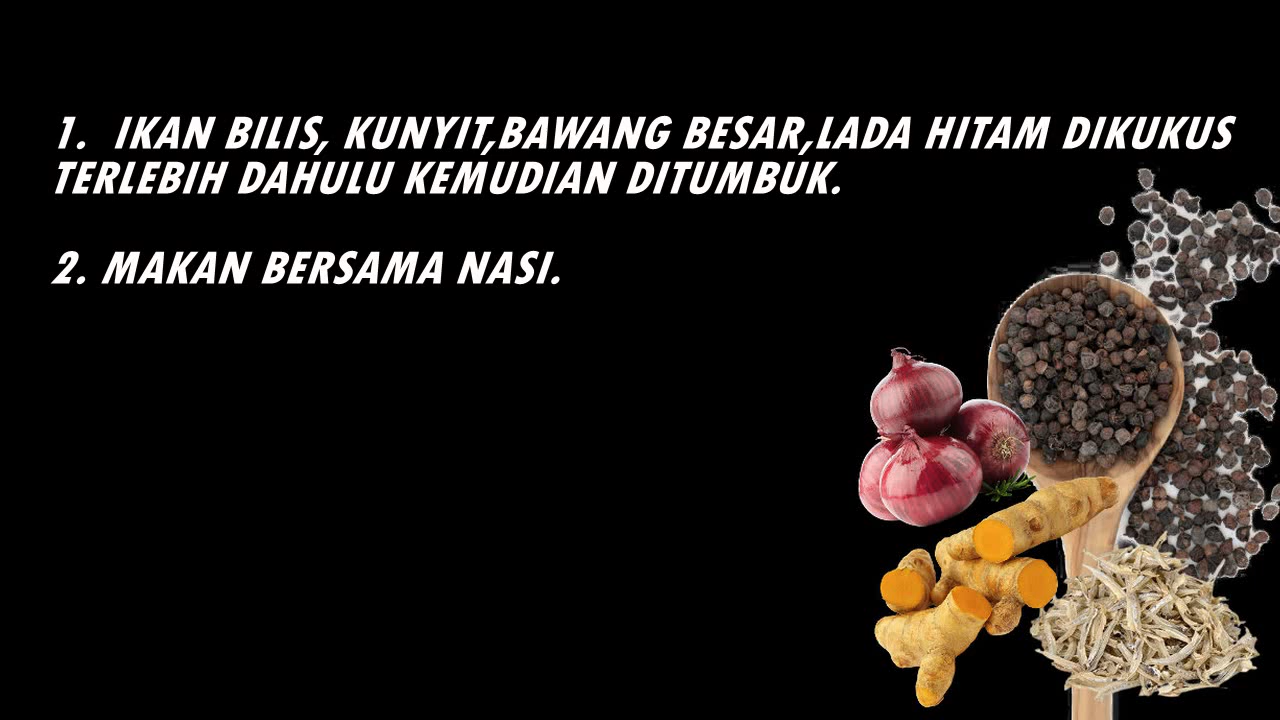 1.  IKAN BILIS, KUNYIT,BAWANG BESAR,LADA HITAM DIKUKUS
TERLEBIH DAHULU KEMUDIAN DITUMBUK.
2. MAKAN BERSAMA NASI.